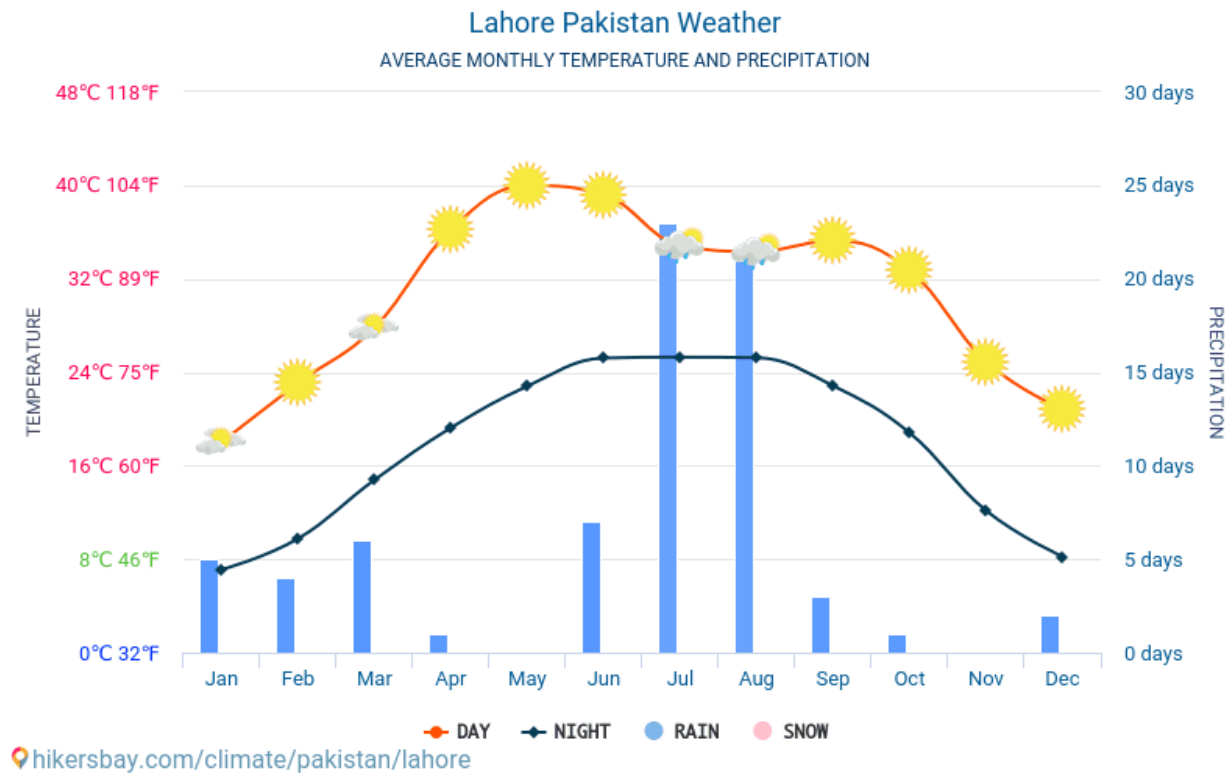 Lahore Pakistan Weather
AVERAGE MONTHLY TEMPERATURE AND PRECIPITATION
48℃ 118℉ 30 days
40℃ 104℉ 25 days
32℃ 89℉ 20 days
24℃ 75℉ 15 days
16℃ 60℉ 10 days
8℃ 46℉ 5 days
0℃ 32℉ 0 days
TEMPERATURE
PRECIPITATION
Jan Feb Mar Apr May Jun Jul Aug Sep Oct Nov Dec
DAY NIGHT RAIN SNOW
hikersbay.com/climate/pakistan/lahore